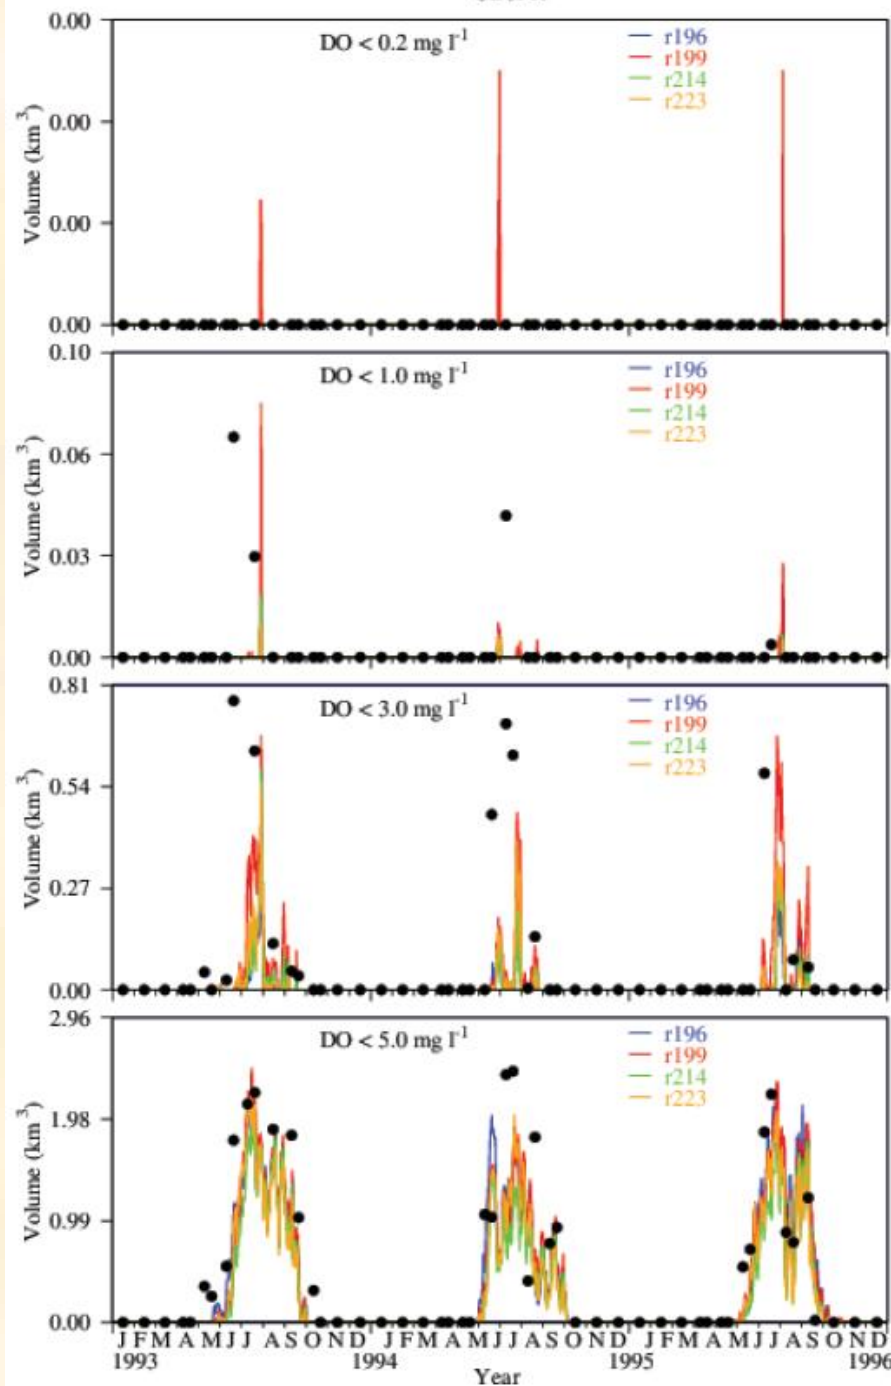 0.00
DO < 0.2 mg l-1
r196
r199
r214
r223
0.00
0.00
0.00
Volume (km3)
0.10
DO < 1.0 mg l-1
r196
r199
r214
r223
0.06
0.03
0.00
Volume (km3)
0.81
DO < 3.0 mg l-1
r196
r199
r214
r223
0.54
0.27
0.00
Volume (km3)
2.96
DO < 5.0 mg l-1
r196
r199
r214
r223
1.98
0.99
0.00
Volume (km3)
J F M A M J J A S O N D J F M A M J J A S O N D J F M A M J J A S O N D
1993 1994 1995 1996
Year